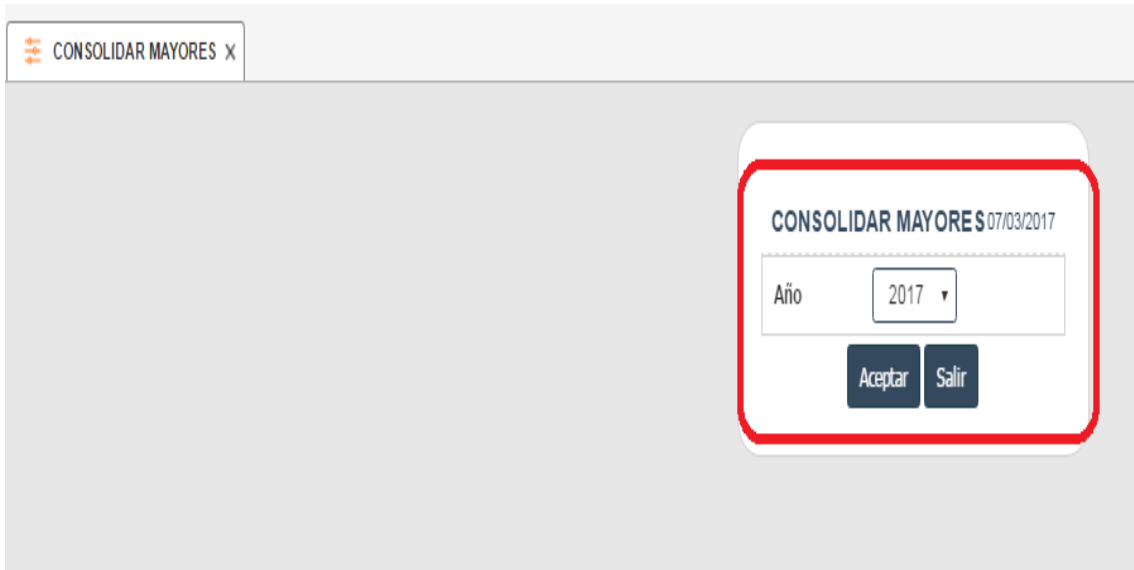 CONSOLIDAR MAYORES X
CONSOLIDAR MAYORES 07/03/2017
Año 2017
Aceptar Salir